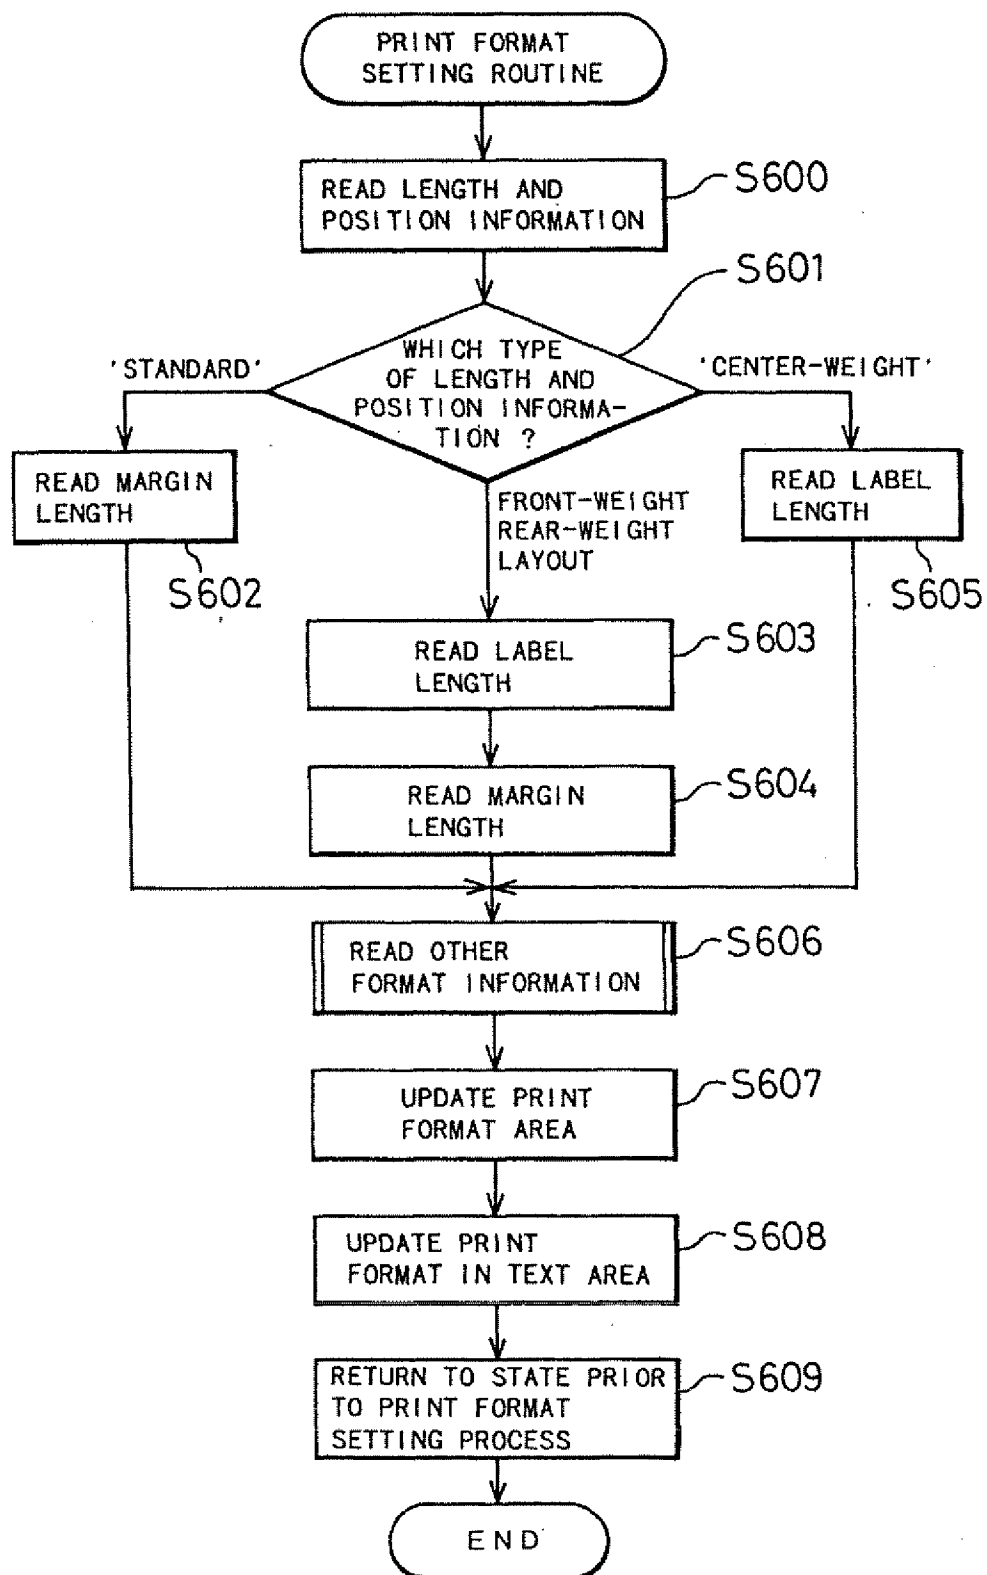 PRINT FORMAT
SETTING ROUTINE
READ LENGTH AND
POSITION INFORMATION
S600
S601
WHICH TYPE
OF LENGTH AND
POSITION INFORMA-
TION ?
'STANDARD'
'CENTER-WEIGHT'
READ MARGIN
LENGTH
S602
FRONT-WEIGHT
REAR-WEIGHT
LAYOUT
READ LABEL
LENGTH
S605
READ LABEL
LENGTH
S603
READ MARGIN
LENGTH
S604
READ OTHER
FORMAT INFORMATION
S606
UPDATE PRINT
FORMAT AREA
S607
UPDATE PRINT
FORMAT IN TEXT AREA
S608
RETURN TO STATE PRIOR
TO PRINT FORMAT
SETTING PROCESS
S609
END